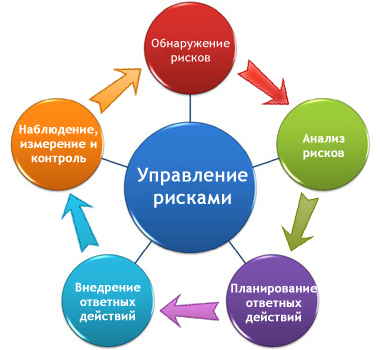 Обнаружение
рисков
Наблюдение,
измерение и
контроль
Анализ
рисков
Управление
рисками
Внедрение
ответных
действий
Планирование
ответных
действий